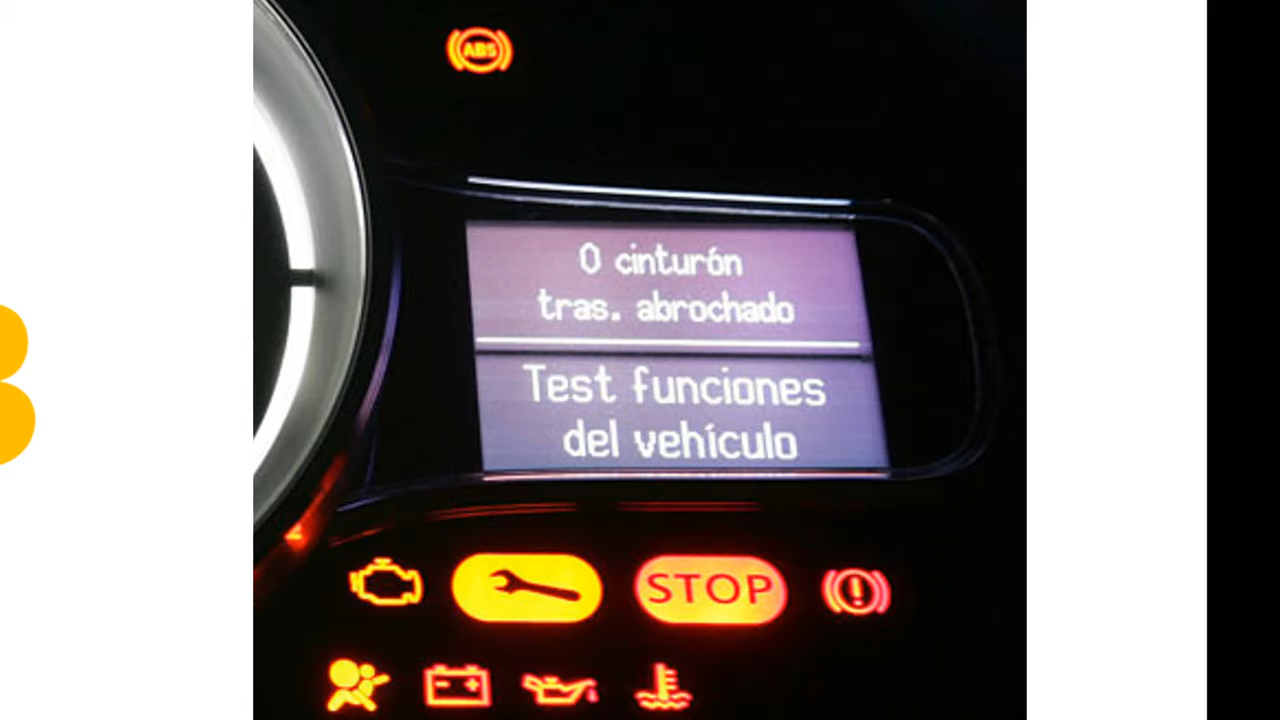 ABS
0 cinturón
tras. abrochado
Test funciones
del vehículo
STOP